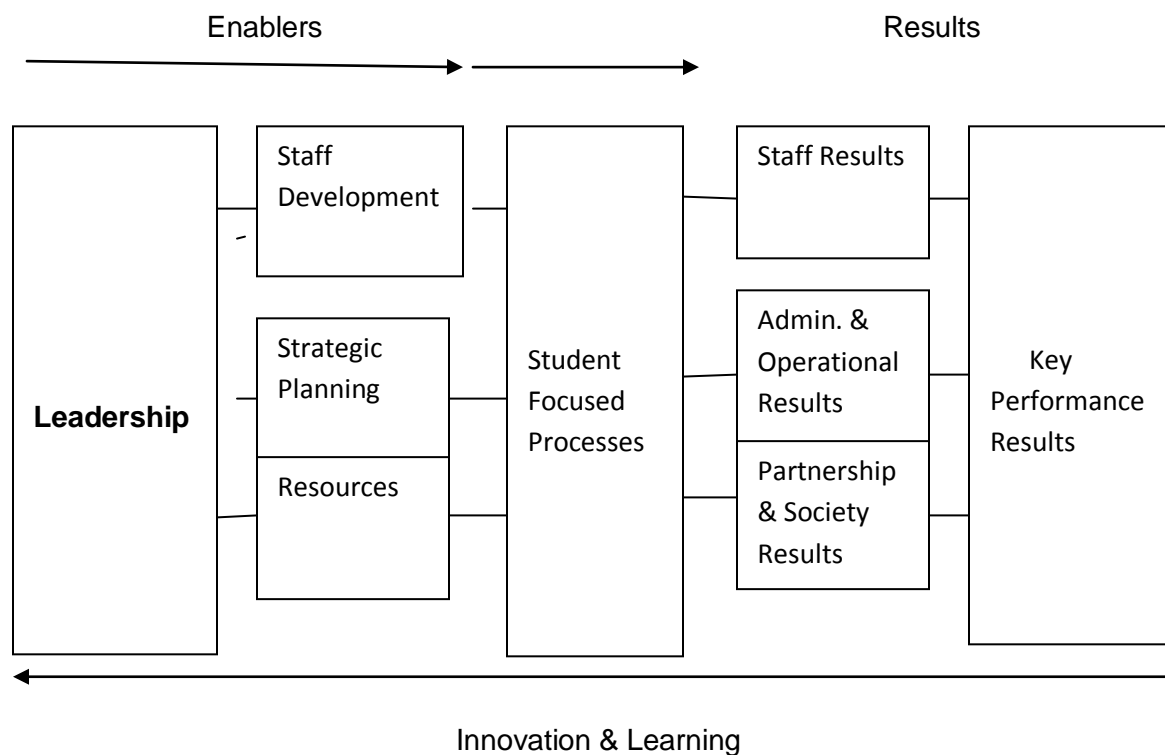 Enablers
Results
Leadership
Staff
Development
Strategic
Planning
Resources
Student
Focused
Processes
Staff Results
Admin. &
Operational
Results
Partnership
& Society
Results
Key
Performance
Results
Innovation & Learning